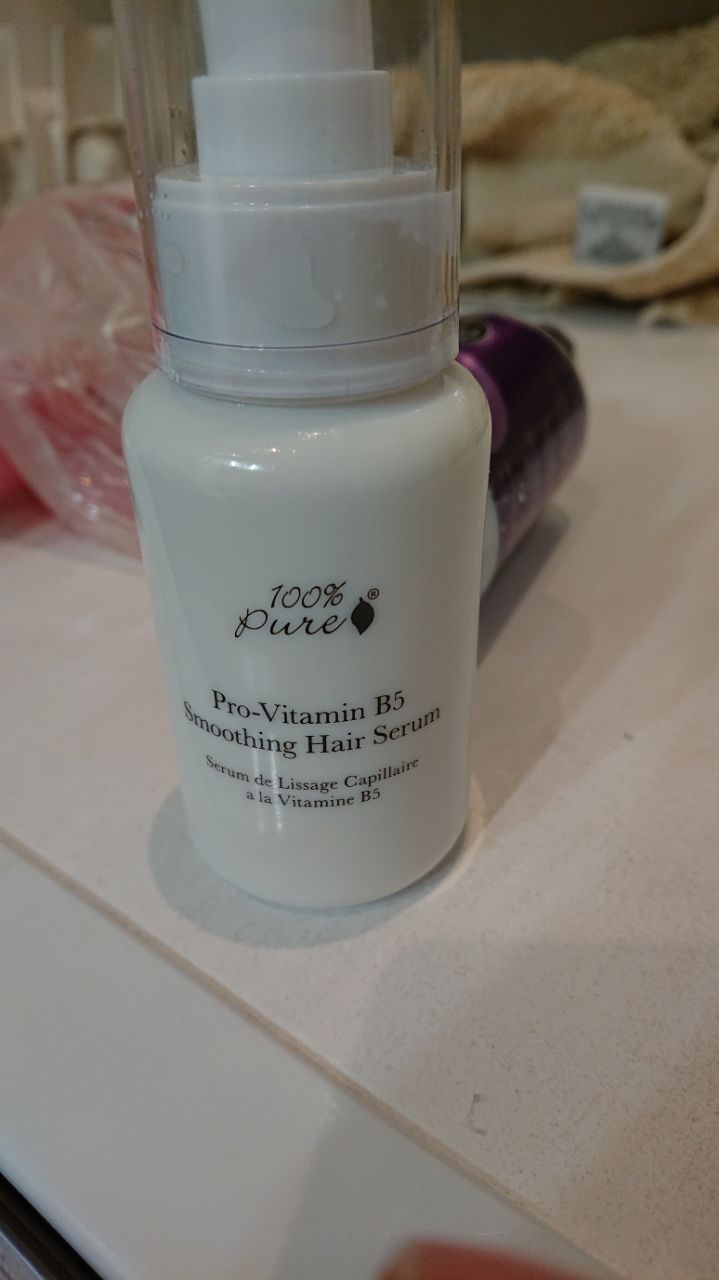 100%
Pure®
Pro-Vitamin B5
Smoothing Hair Serum
Serum de Lissage Capillaire
a la Vitamine B5